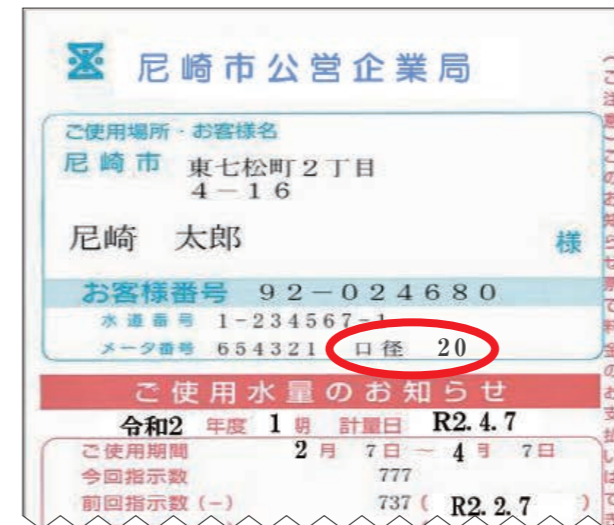 尼崎市公営企業局
ご使用場所・お客様名
尼崎市 東七松町2丁目
4-16
尼崎 太郎 様
お客様番号 92-024680
水道番号 1-234567-1
メータ番号 654321 口径 20
ご使用水量のお知らせ
令和2 年度 1 期 計量日 R2.4.7
ご使用期間 2月 7日 ~ 4月 7日
今回指示数 777
前回指示数(-) 737 ( R2.2.7 )